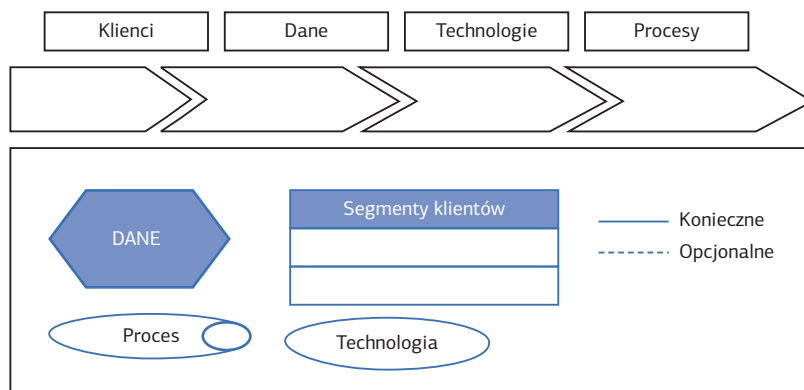 Klienci
Dane
Technologie
Procesy
Segmenty klientów
DANE
Konieczne
Opcjonalne
Proces
Technologia